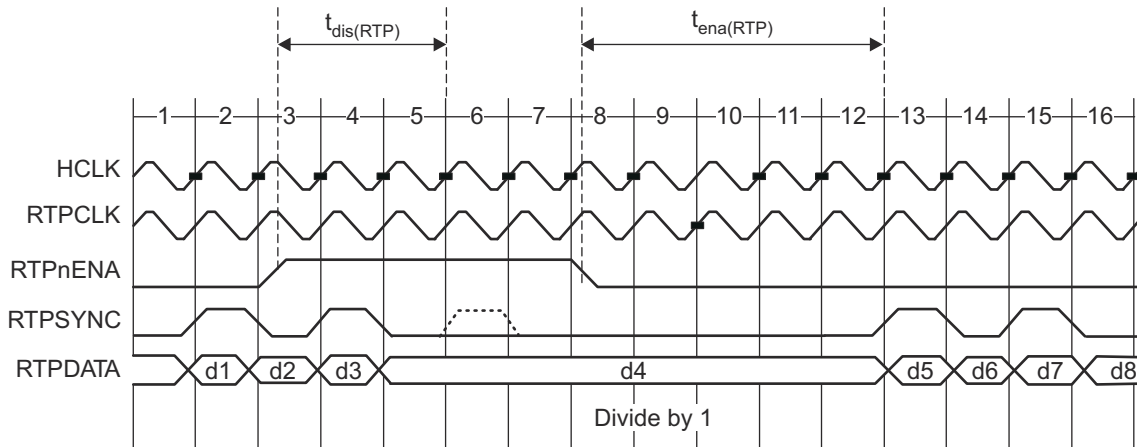 tdis(RTP) tena(RTP)
1 2 3 4 5 6 7 8 9 10 11 12 13 14 15 16
HCLK
RTPCLK
RTPnENA
RTPSYNC
RTPDATA d1 d2 d3 d4 d5 d6 d7 d8
Divide by 1